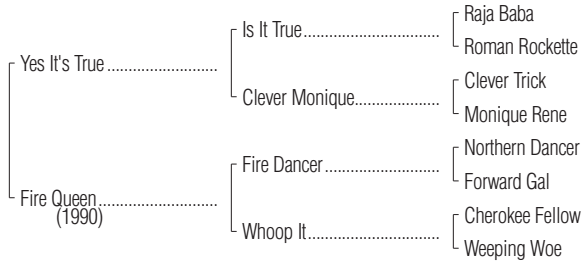 Raja Baba
Is It True
Roman Rockette
Yes It's True
Clever Trick
Clever Monique
Monique Rene
Northern Dancer
Fire Dancer
Forward Gal
Fire Queen
(1990)
Cherokee Fellow
Whoop It
Weeping Woe